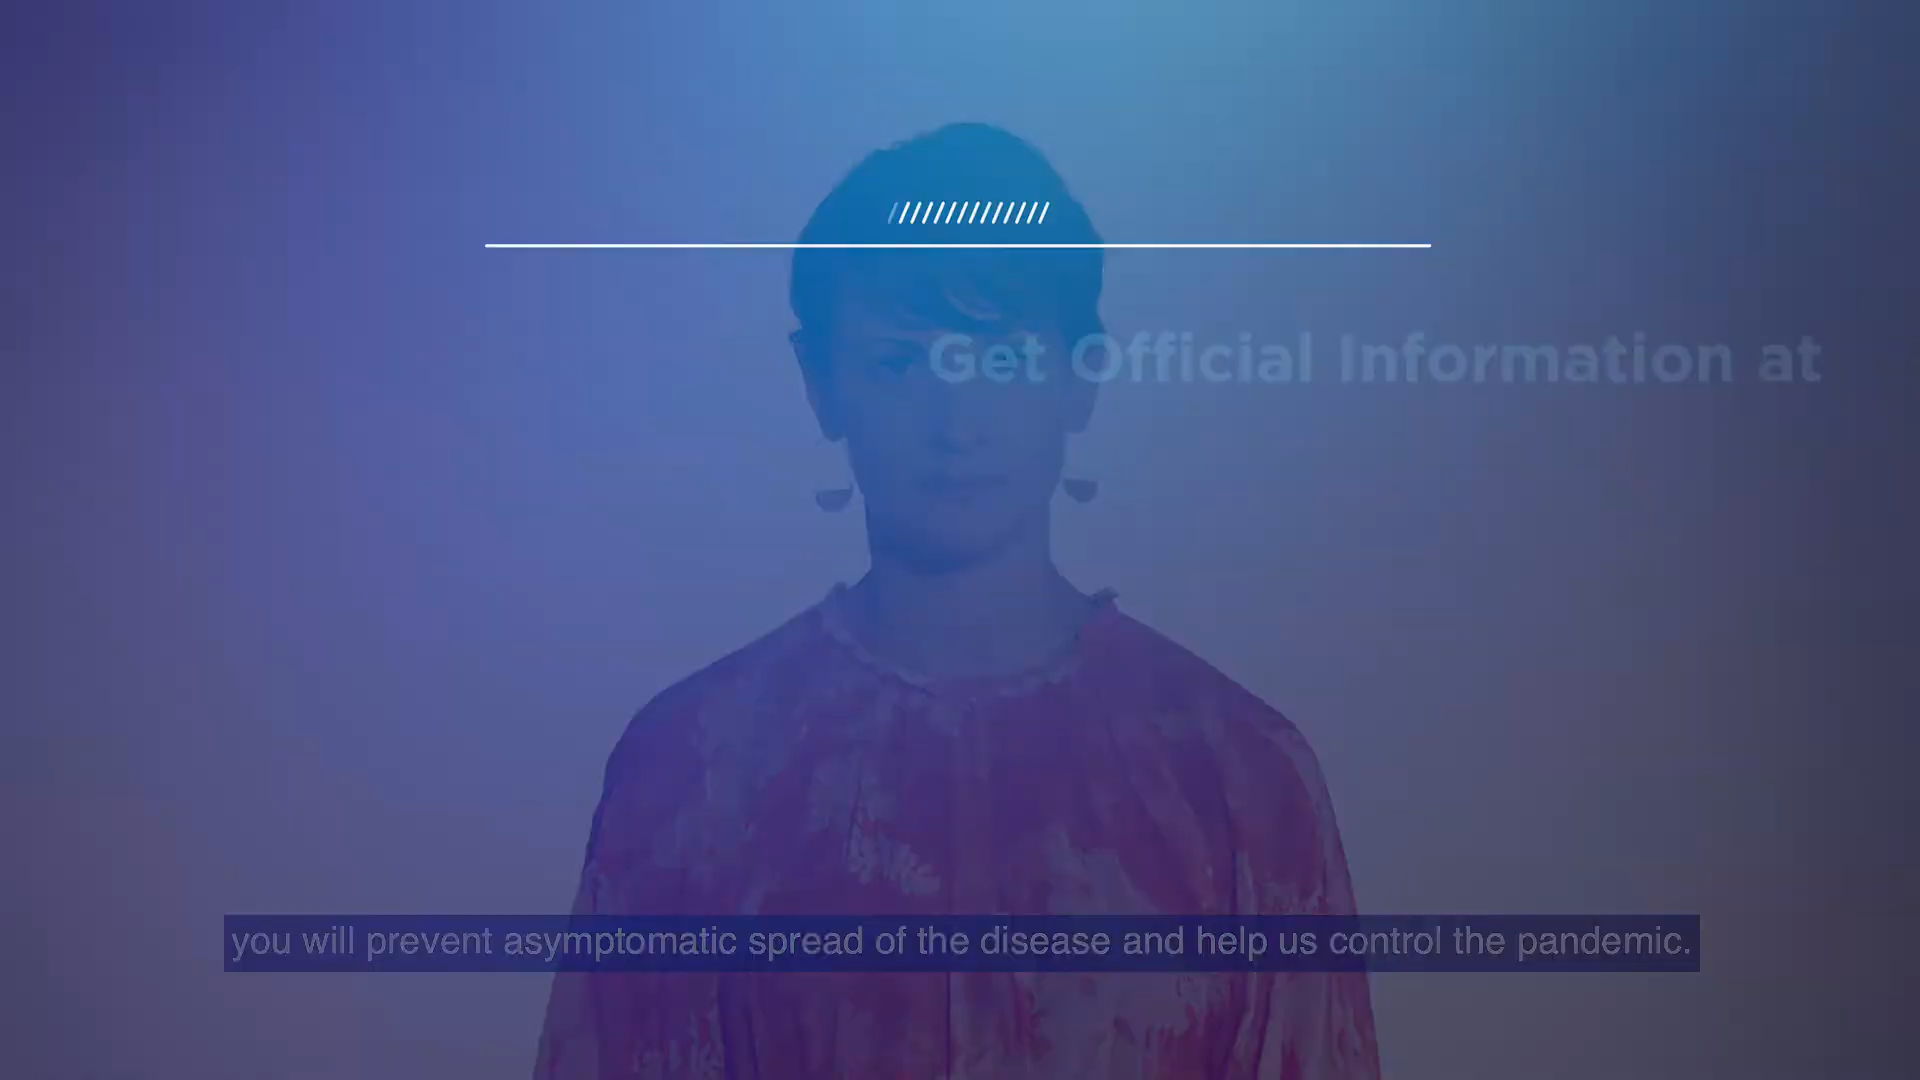 Get Official Information at
you will prevent asymptomatic spread of the disease and help us control the pandemic.